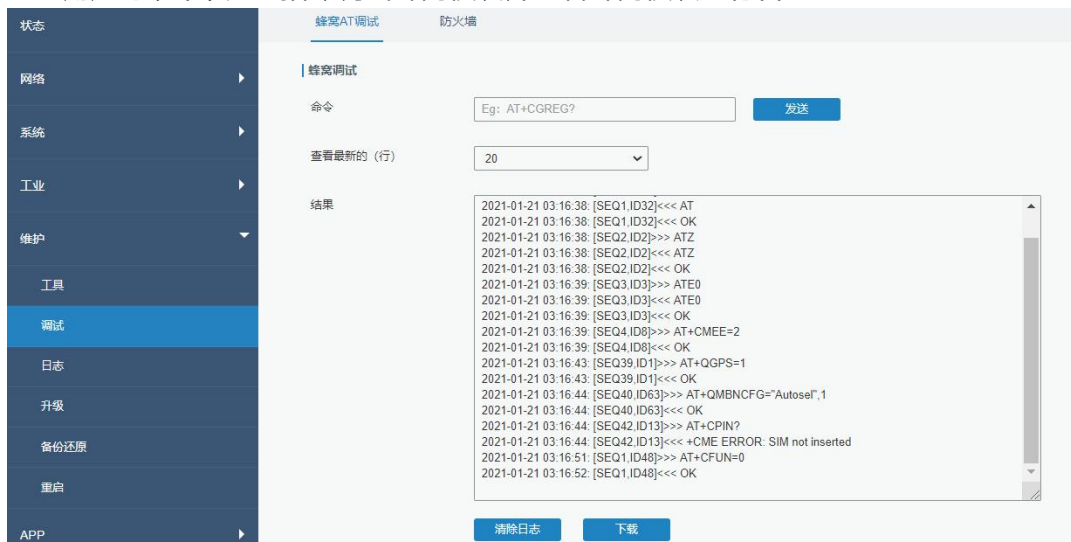 状态
网络
系统
工业
维护
工具
调试
日志
升级
备份还原
重启
APP
蜂窝AT调试 防火墙
蜂窝调试
命令 Eg: AT+CGREG? 发送
查看最新的（行） 20
结果
2021-01-21 03:16:38: [SEQ1,ID32]<<< AT
2021-01-21 03:16:38: [SEQ1,ID32]<<< OK
2021-01-21 03:16:38: [SEQ2,ID2]>>> ATZ
2021-01-21 03:16:38: [SEQ2,ID2]<<< ATZ
2021-01-21 03:16:38: [SEQ2,ID2]<<< OK
2021-01-21 03:16:39: [SEQ3,ID3]>>> ATE0
2021-01-21 03:16:39: [SEQ3,ID3]<<< ATE0
2021-01-21 03:16:39: [SEQ3,ID3]<<< OK
2021-01-21 03:16:39: [SEQ4,ID8]>>> AT+CMEE=2
2021-01-21 03:16:39: [SEQ4,ID8]<<< OK
2021-01-21 03:16:43: [SEQ39,ID1]>>> AT+QGPS=1
2021-01-21 03:16:43: [SEQ39,ID1]<<< OK
2021-01-21 03:16:44: [SEQ40,ID63]>>> AT+QMBNCFG="Autosel",1
2021-01-21 03:16:44: [SEQ40,ID63]<<< OK
2021-01-21 03:16:44: [SEQ42,ID13]>>> AT+CPIN?
2021-01-21 03:16:44: [SEQ42,ID13]<<< +CME ERROR: SIM not inserted
2021-01-21 03:16:51: [SEQ1,ID48]>>> AT+CFUN=0
2021-01-21 03:16:52: [SEQ1,ID48]<<< OK
清除日志 下载